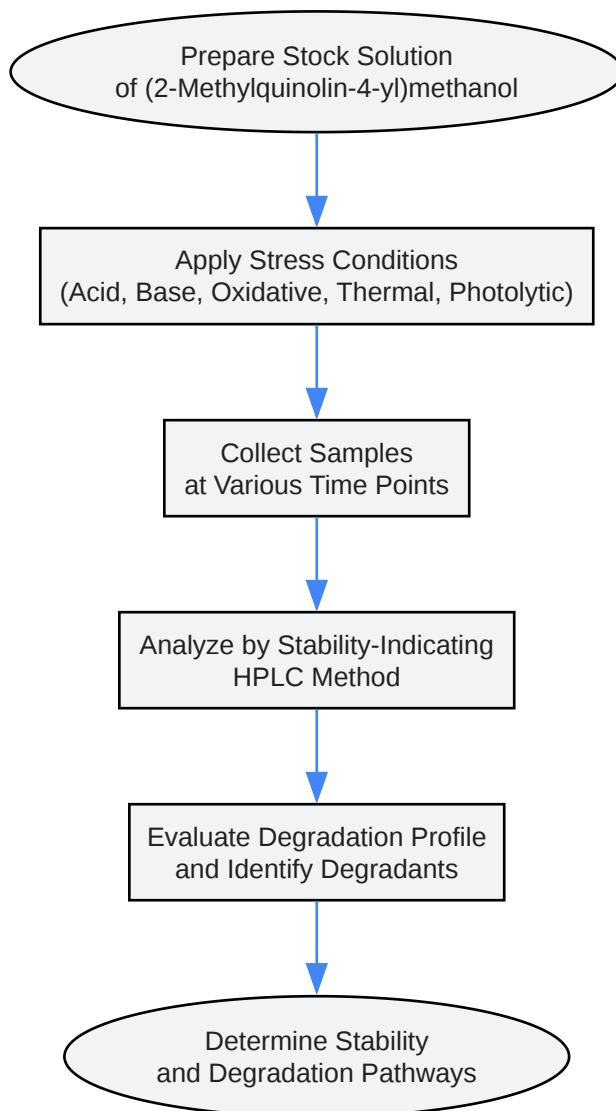 Prepare Stock Solution
of (2-Methylquinolin-4-yl)methanol
Apply Stress Conditions
(Acid, Base, Oxidative, Thermal, Photolytic)
Collect Samples
at Various Time Points
Analyze by Stability-Indicating
HPLC Method
Evaluate Degradation Profile
and Identify Degradants
Determine Stability
and Degradation Pathways